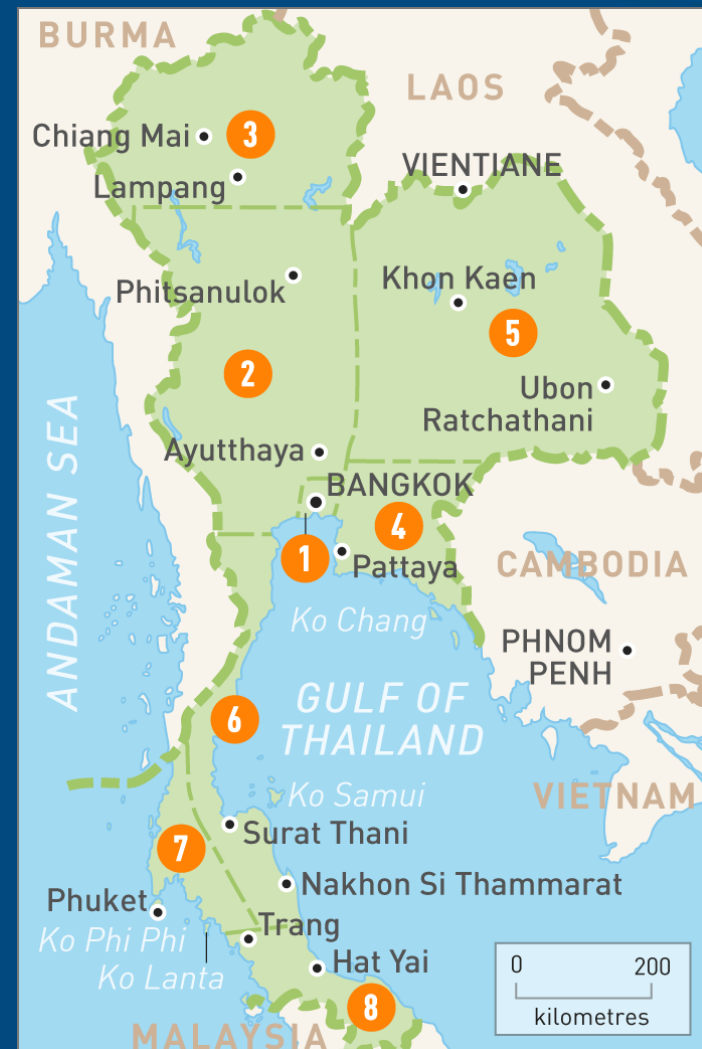 BURMA
LAOS
Chiang Mai
3
VIENTIANE
Lampang
Phitsanulok
Khon Kaen
5
2
Ubon
Ratchathani
ANDAMAN SEA
Ayutthaya
BANGKOK
4
1
Pattaya
CAMBODIA
Ko Chang
PHNOM
PENH
6
GULF OF
THAILAND
Ko Samui
VIETNAM
Surat Thani
7
Nakhon Si Thammarat
Phuket
Trang
Ko Phi Phi
Ko Lanta
Hat Yai
0 200
kilometres
8
MALAYSIA